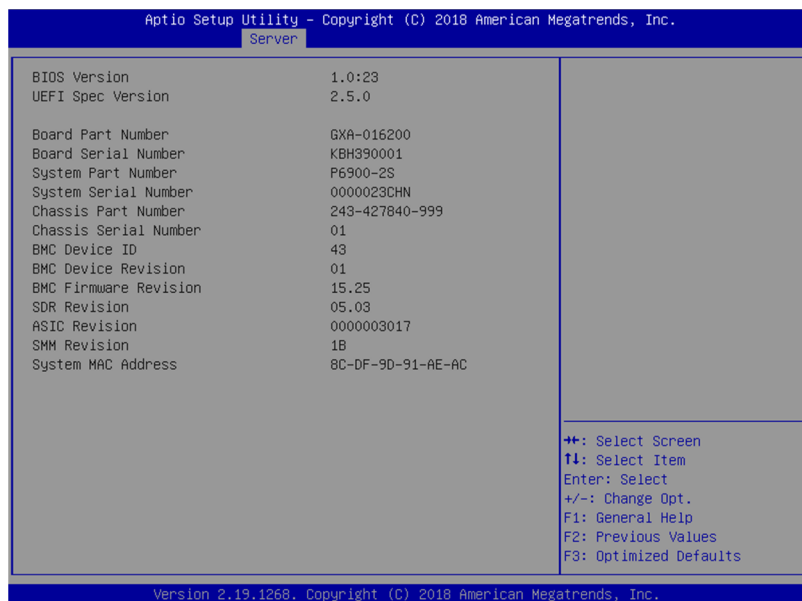 Aptio Setup Utility – Copyright (C) 2018 American Megatrends, Inc.
Server
BIOS Version 1.0:23
UEFI Spec Version 2.5.0
Board Part Number GXA-016200
Board Serial Number KBH390001
System Part Number P6900-2S
System Serial Number 0000023CHN
Chassis Part Number 243-427840-999
Chassis Serial Number 01
BMC Device ID 43
BMC Device Revision 01
BMC Firmware Revision 15.25
SDR Revision 05.03
ASIC Revision 0000003017
SMM Revision 1B
System MAC Address 8C-DF-9D-91-AE-AC
→←: Select Screen
↑↓: Select Item
Enter: Select
+/-: Change Opt.
F1: General Help
F2: Previous Values
F3: Optimized Defaults
Version 2.19.1268. Copyright (C) 2018 American Megatrends, Inc.